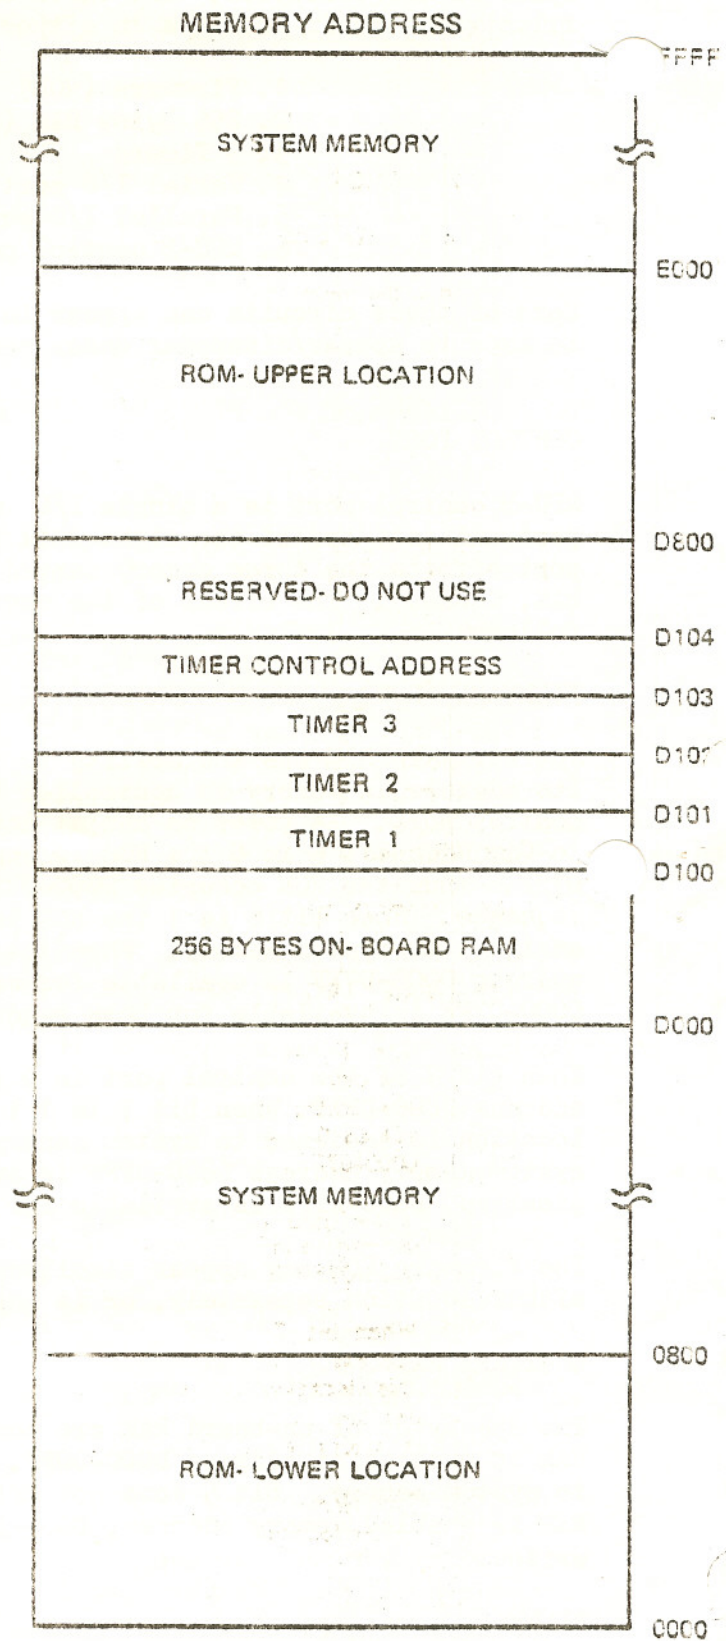 MEMORY ADDRESS
FFFF
SYSTEM MEMORY
E000
ROM- UPPER LOCATION
D800
RESERVED- DO NOT USE
D104
TIMER CONTROL ADDRESS
D103
TIMER 3
D102
TIMER 2
D101
TIMER 1
D100
256 BYTES ON- BOARD RAM
D000
SYSTEM MEMORY
0800
ROM- LOWER LOCATION
0000